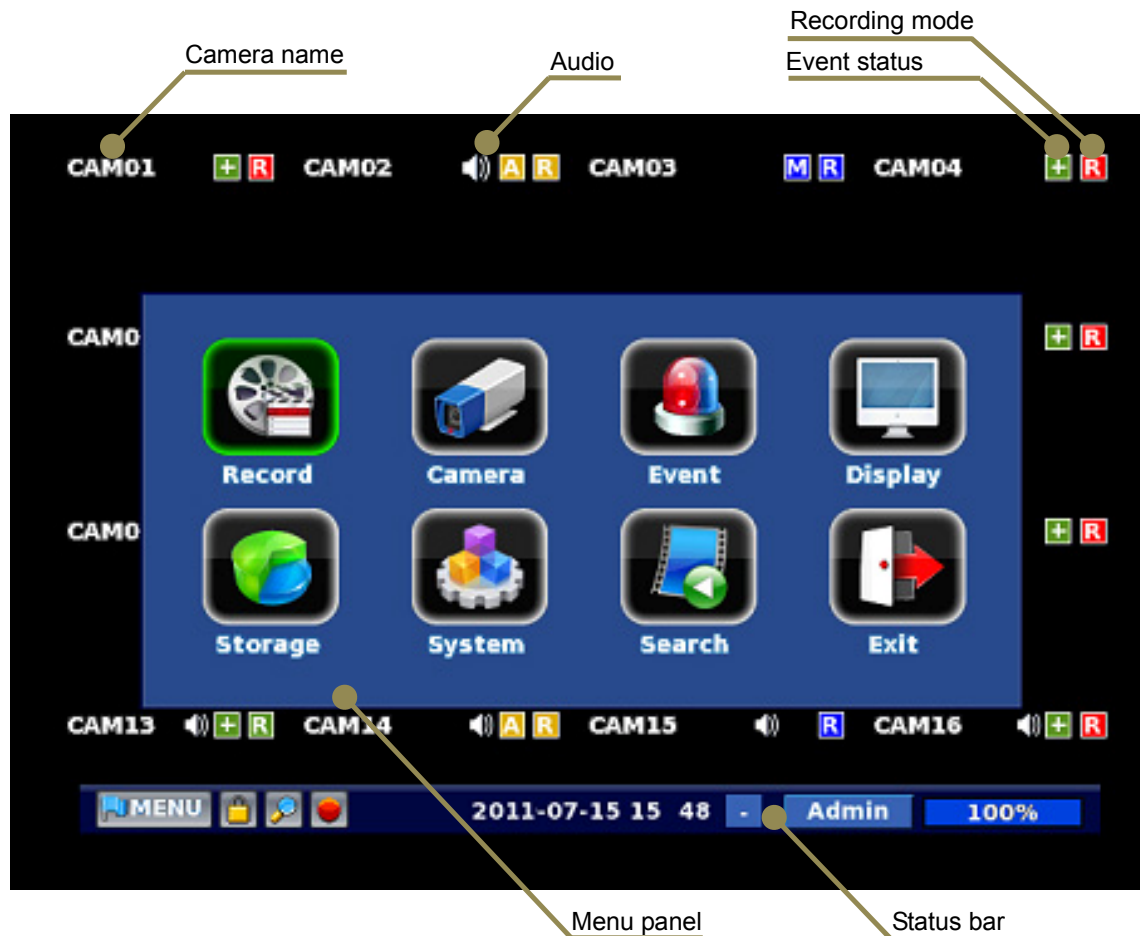 Recording mode
Camera name
Audio
Event status
CAM01 + R CAM02 A R CAM03 M R CAM04 + R
CAM0 + R
Record Camera Event Display
CAM0 + R
Storage System Search Exit
CAM13 + R CAM14 A R CAM15 R CAM16 + R
MENU 2011-07-15 15 48 - Admin 100%
Menu panel
Status bar